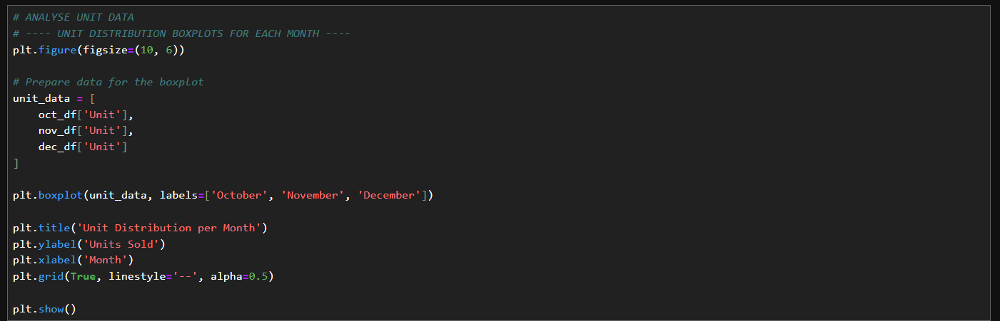 # ANALYSE UNIT DATA
# ---- UNIT DISTRIBUTION BOXPLOTS FOR EACH MONTH ----
plt.figure(figsize=(10, 6))
# Prepare data for the boxplot
unit_data = [
    oct_df['Unit'],
    nov_df['Unit'],
    dec_df['Unit']
]
plt.boxplot(unit_data, labels=['October', 'November', 'December'])
plt.title('Unit Distribution per Month')
plt.ylabel('Units Sold')
plt.xlabel('Month')
plt.grid(True, linestyle='--', alpha=0.5)
plt.show()